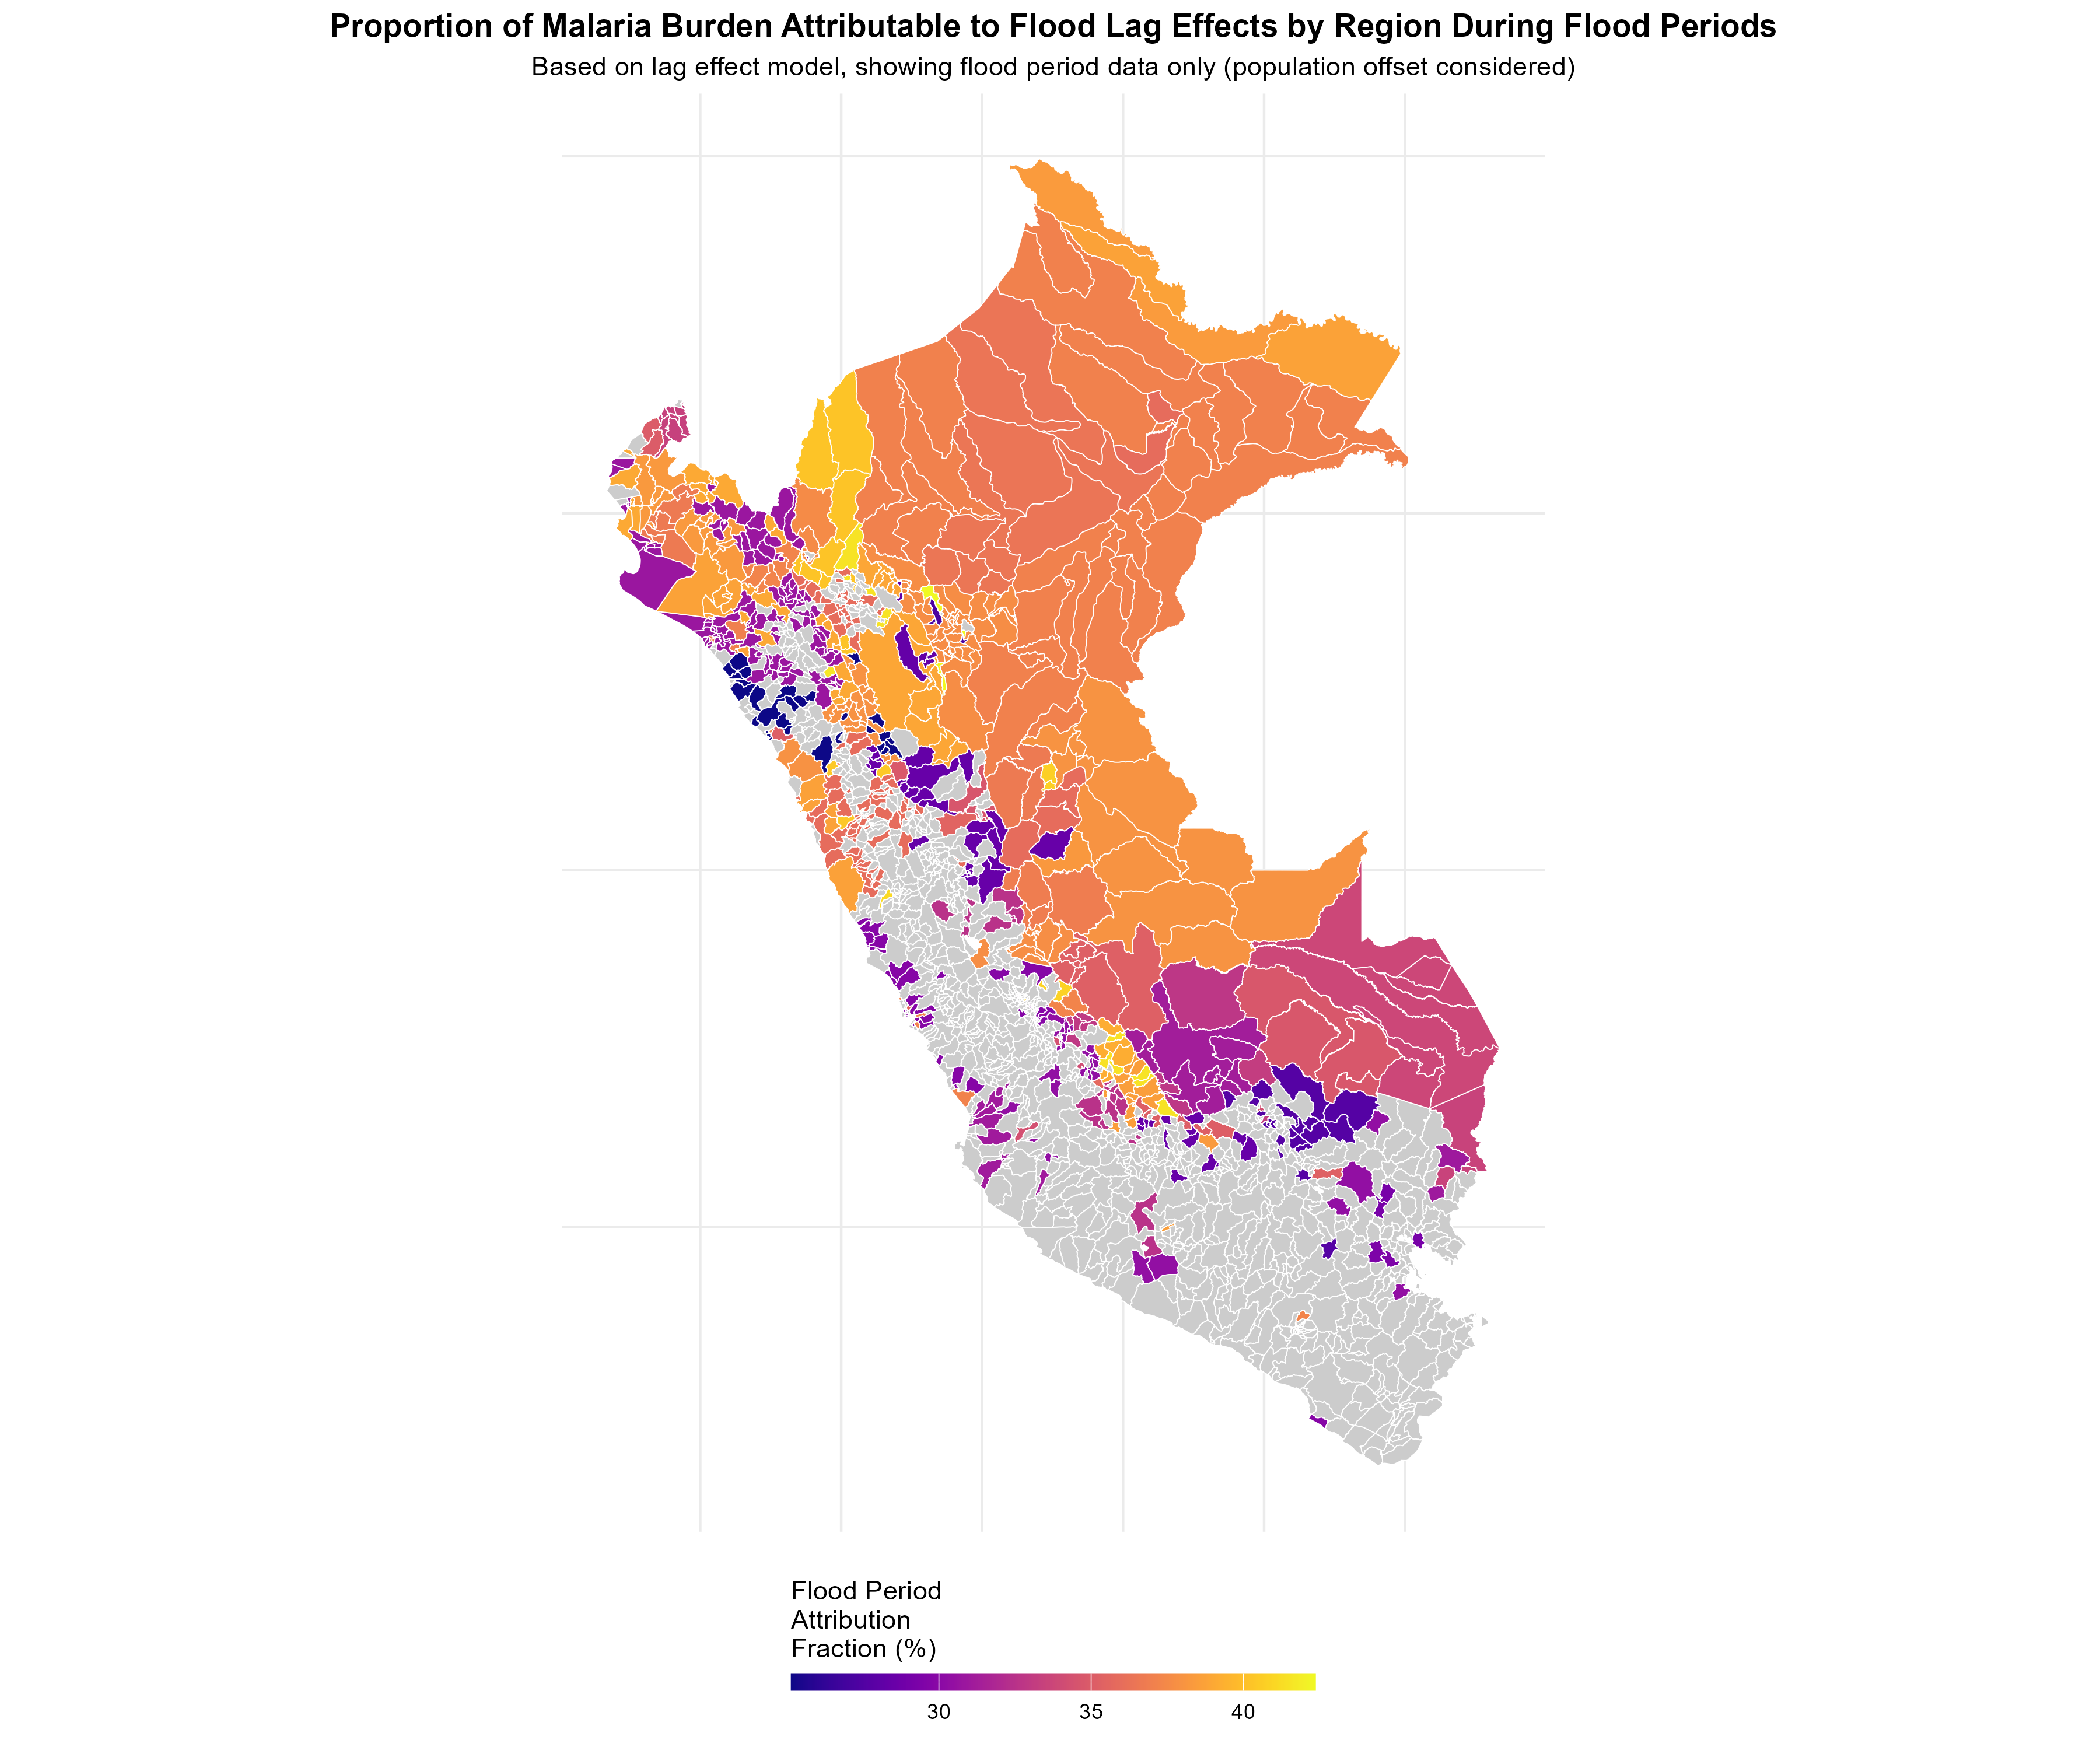 Proportion of Malaria Burden Attributable to Flood Lag Effects by Region During Flood Periods
Based on lag effect model, showing flood period data only (population offset considered)
Flood Period
Attribution
Fraction (%)
30 35 40